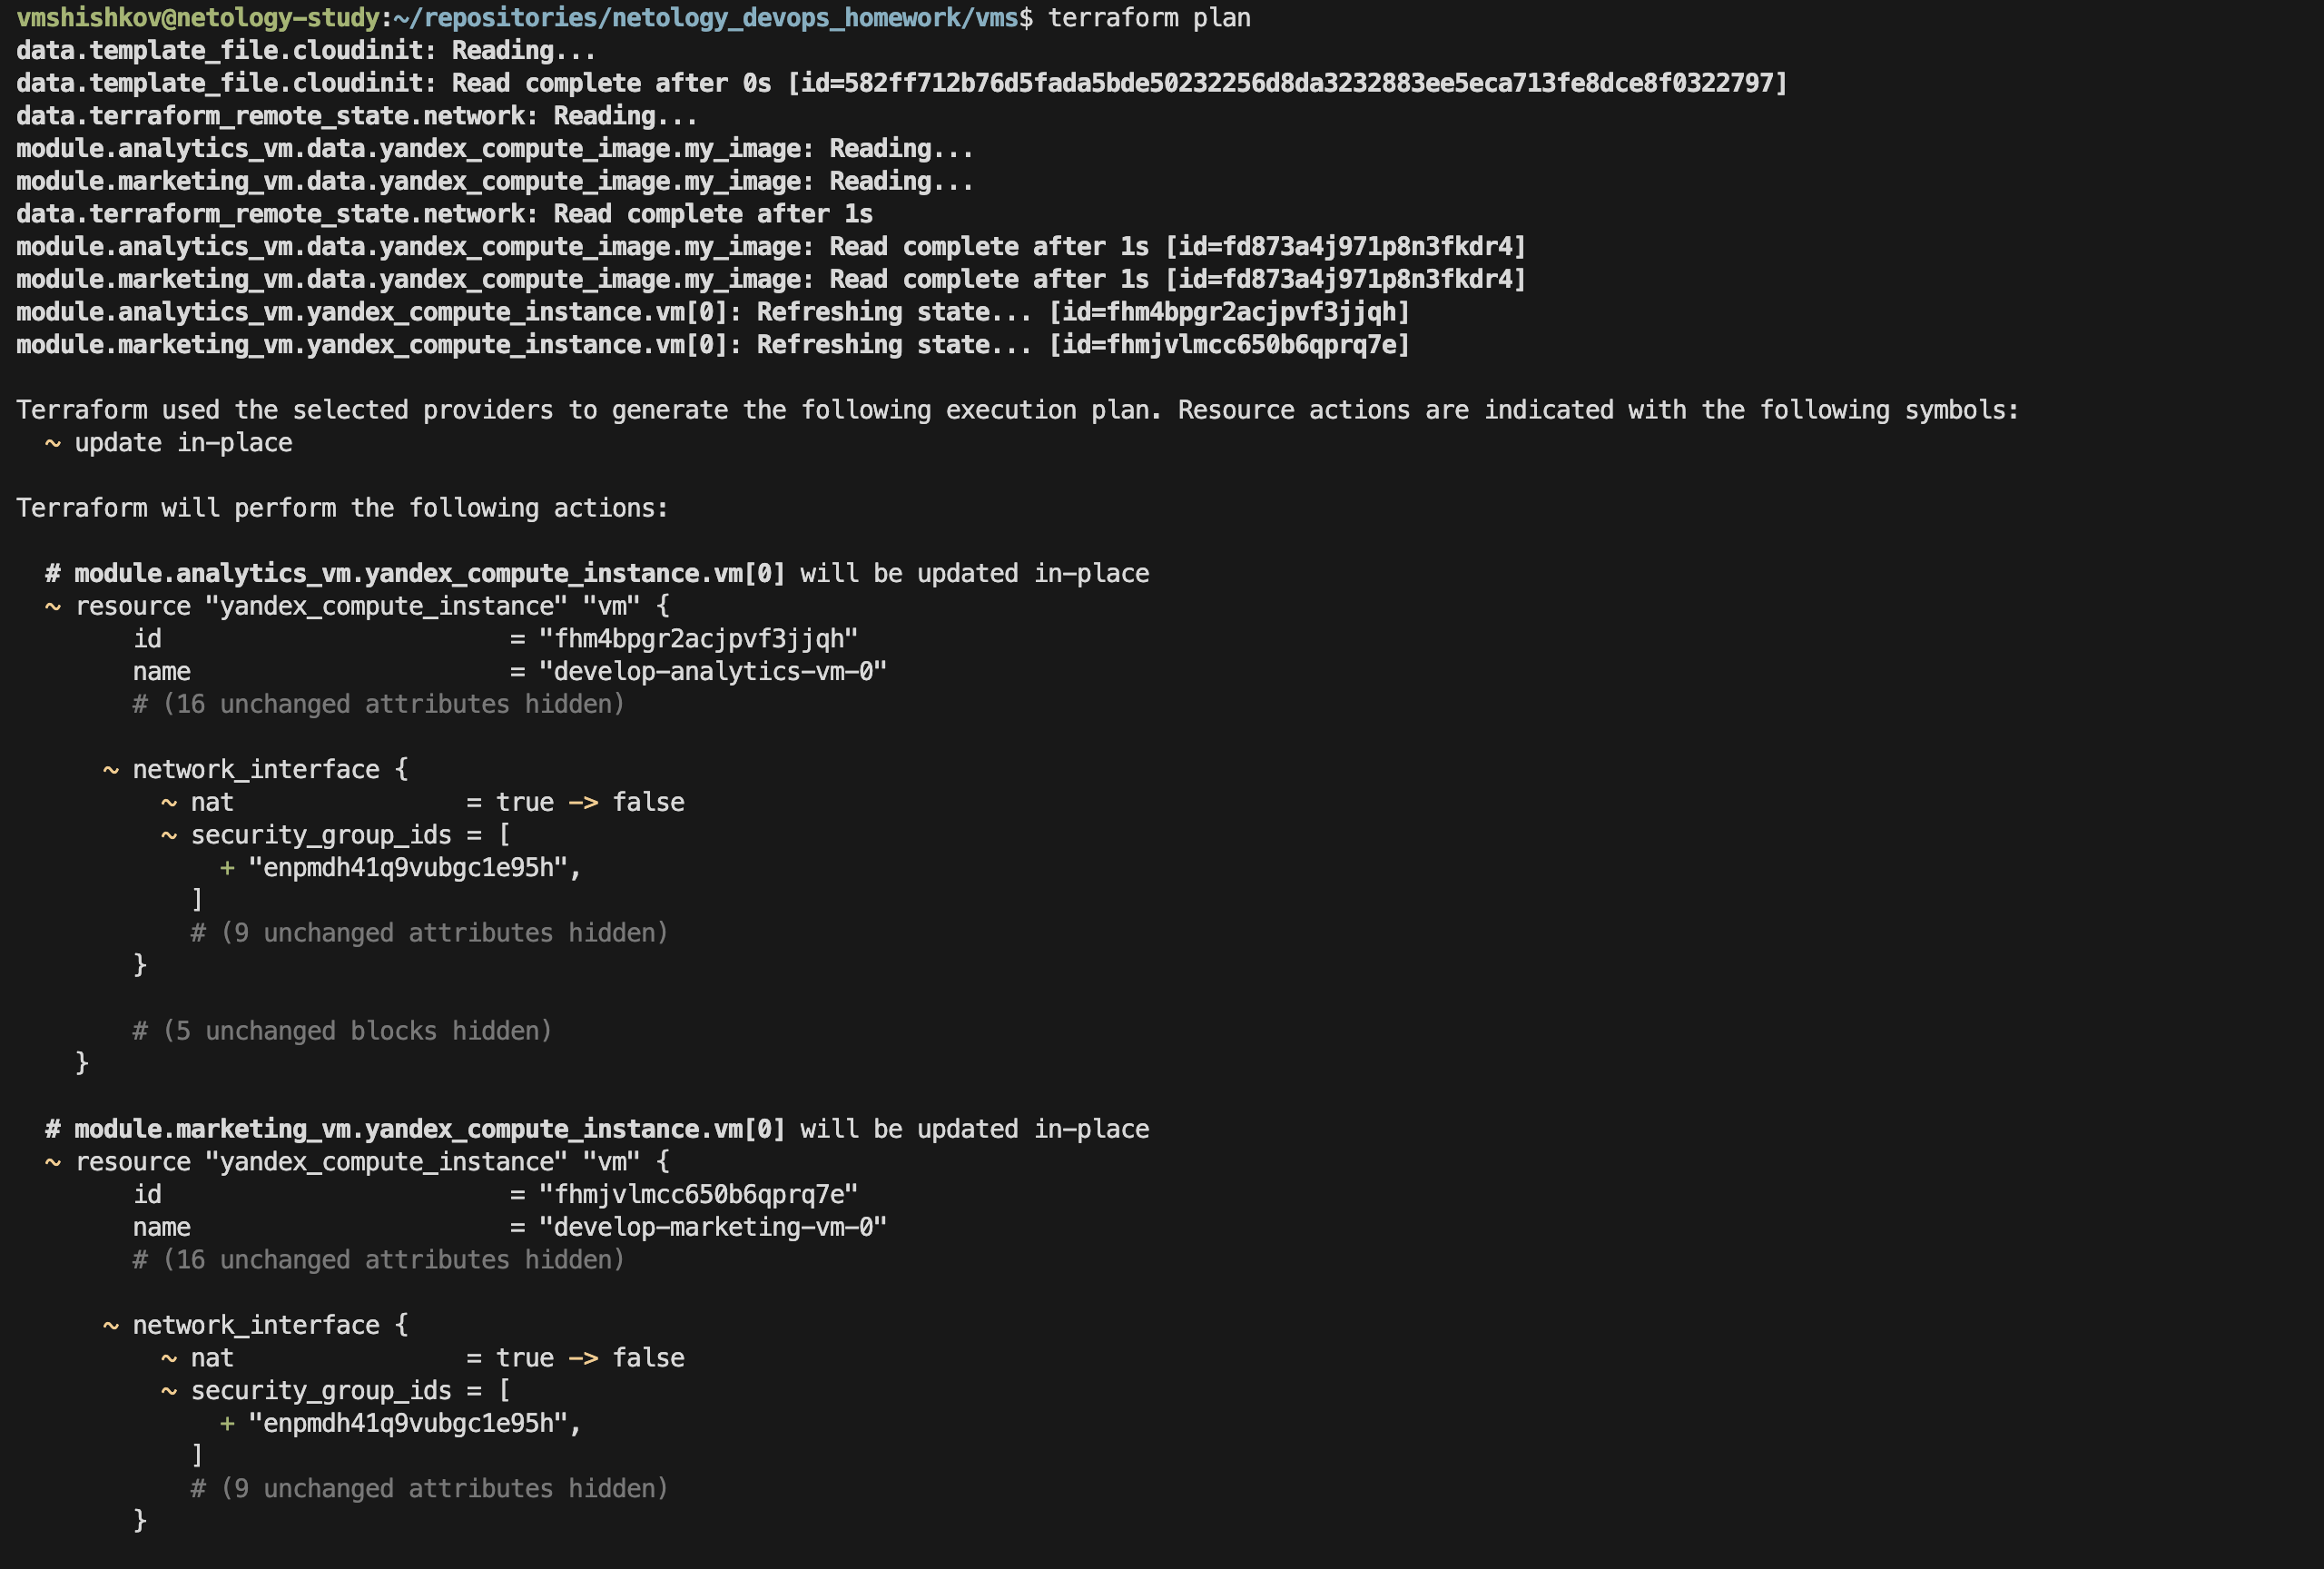 vmshishkov@netology-study:~/repositories/netology_devops_homework/vms$ terraform plan
data.template_file.cloudinit: Reading...
data.template_file.cloudinit: Read complete after 0s [id=582ff712b76d5fada5bde50232256d8da3232883ee5eca713fe8dce8f0322797]
data.terraform_remote_state.network: Reading...
module.analytics_vm.data.yandex_compute_image.my_image: Reading...
module.marketing_vm.data.yandex_compute_image.my_image: Reading...
data.terraform_remote_state.network: Read complete after 1s
module.analytics_vm.data.yandex_compute_image.my_image: Read complete after 1s [id=fd873a4j971p8n3fkdr4]
module.marketing_vm.data.yandex_compute_image.my_image: Read complete after 1s [id=fd873a4j971p8n3fkdr4]
module.analytics_vm.yandex_compute_instance.vm[0]: Refreshing state... [id=fhm4bpgr2acjpvf3jjqh]
module.marketing_vm.yandex_compute_instance.vm[0]: Refreshing state... [id=fhmjvlmcc650b6qprq7e]

Terraform used the selected providers to generate the following execution plan. Resource actions are indicated with the following symbols:
  ~ update in-place

Terraform will perform the following actions:

  # module.analytics_vm.yandex_compute_instance.vm[0] will be updated in-place
  ~ resource "yandex_compute_instance" "vm" {
        id                        = "fhm4bpgr2acjpvf3jjqh"
        name                      = "develop-analytics-vm-0"
        # (16 unchanged attributes hidden)

      ~ network_interface {
          ~ nat                = true -> false
          ~ security_group_ids = [
              + "enpmdh41q9vubgc1e95h",
            ]
            # (9 unchanged attributes hidden)
        }

        # (5 unchanged blocks hidden)
    }

  # module.marketing_vm.yandex_compute_instance.vm[0] will be updated in-place
  ~ resource "yandex_compute_instance" "vm" {
        id                        = "fhmjvlmcc650b6qprq7e"
        name                      = "develop-marketing-vm-0"
        # (16 unchanged attributes hidden)

      ~ network_interface {
          ~ nat                = true -> false
          ~ security_group_ids = [
              + "enpmdh41q9vubgc1e95h",
            ]
            # (9 unchanged attributes hidden)
        }